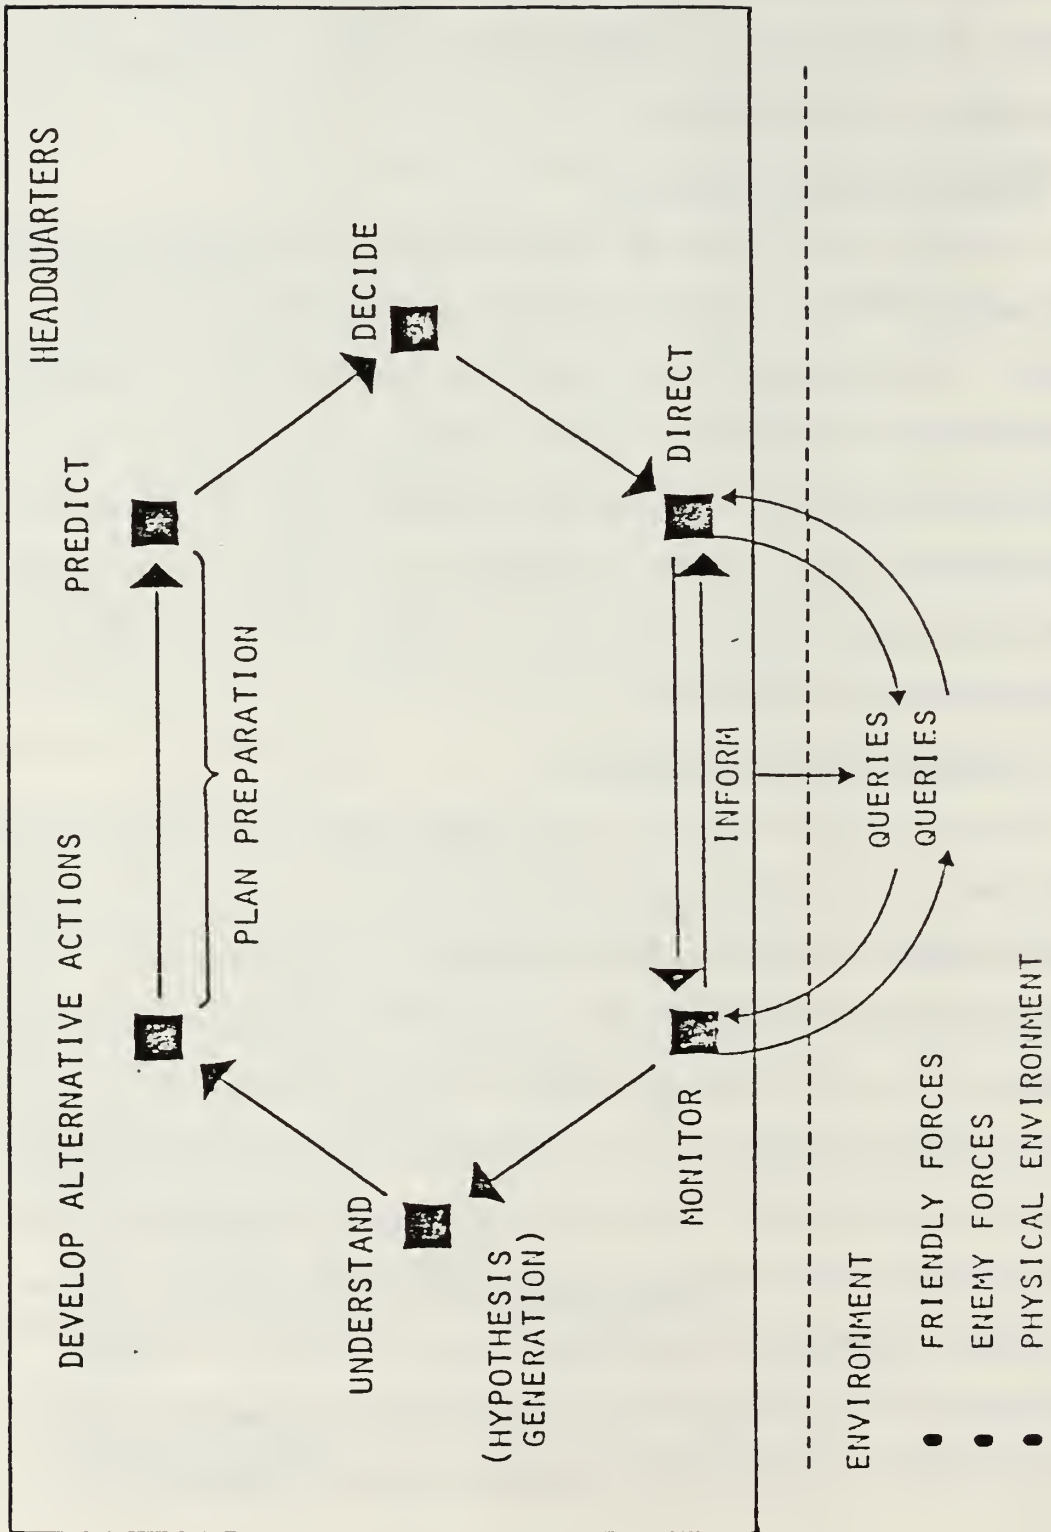 HEADQUARTERS
DEVELOP ALTERNATIVE ACTIONS
PREDICT
PLAN PREPARATION
UNDERSTAND
DECIDE
(HYPOTHESIS
GENERATION)
MONITOR
DIRECT
INFORM
ENVIRONMENT
QUERIES
QUERIES
• FRIENDLY FORCES
• ENEMY FORCES
• PHYSICAL ENVIRONMENT